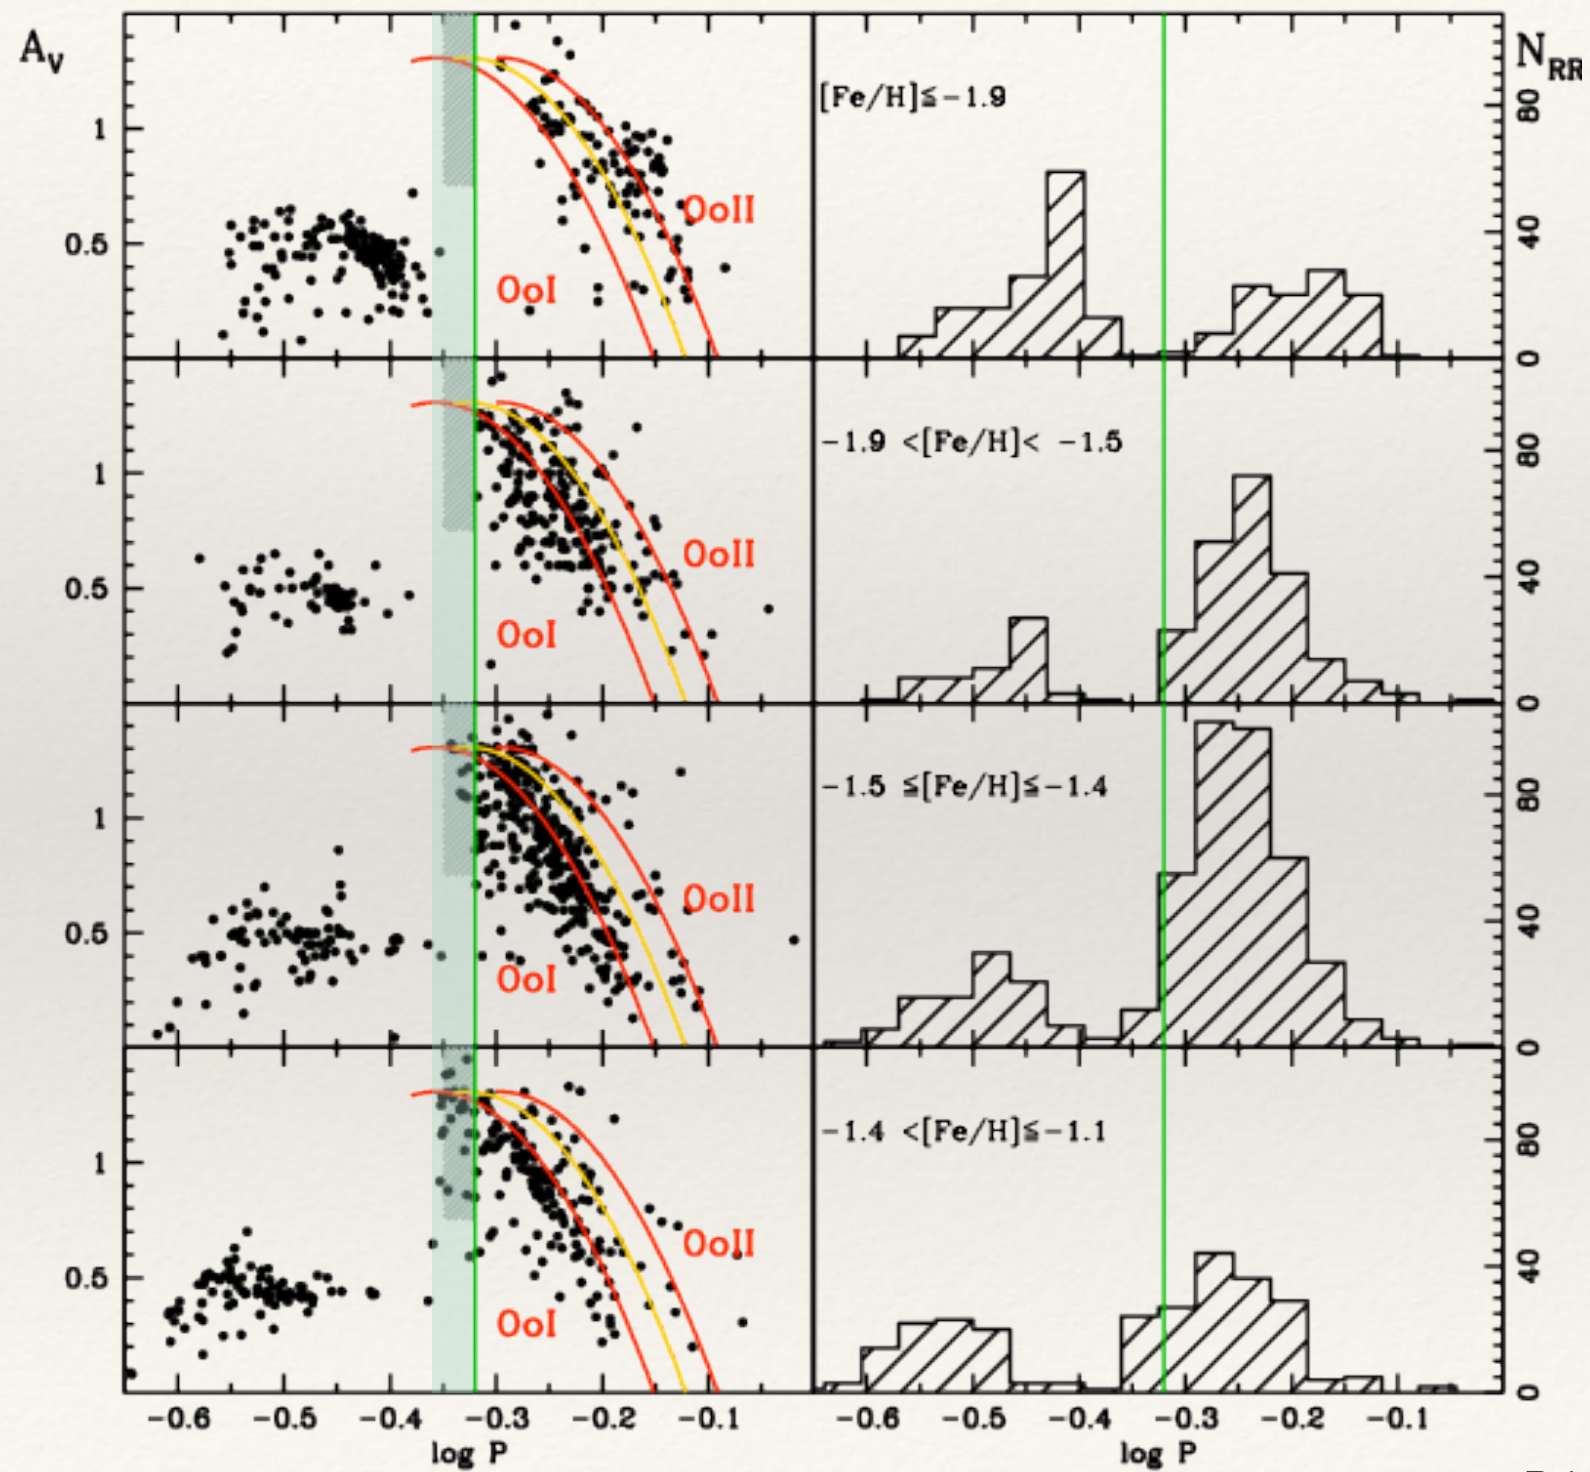 A_V
N_RR
[Fe/H]≦-1.9
1
0.5
OoII
OoI
80
40
0
-1.9 <[Fe/H]< -1.5
1
0.5
OoII
OoI
80
40
0
-1.5 ≦[Fe/H]≦-1.4
1
0.5
OoII
OoI
80
40
0
-1.4 <[Fe/H]≦-1.1
1
0.5
OoII
OoI
80
40
0
-0.6 -0.5 -0.4 -0.3 -0.2 -0.1
log P
-0.6 -0.5 -0.4 -0.3 -0.2 -0.1
log P